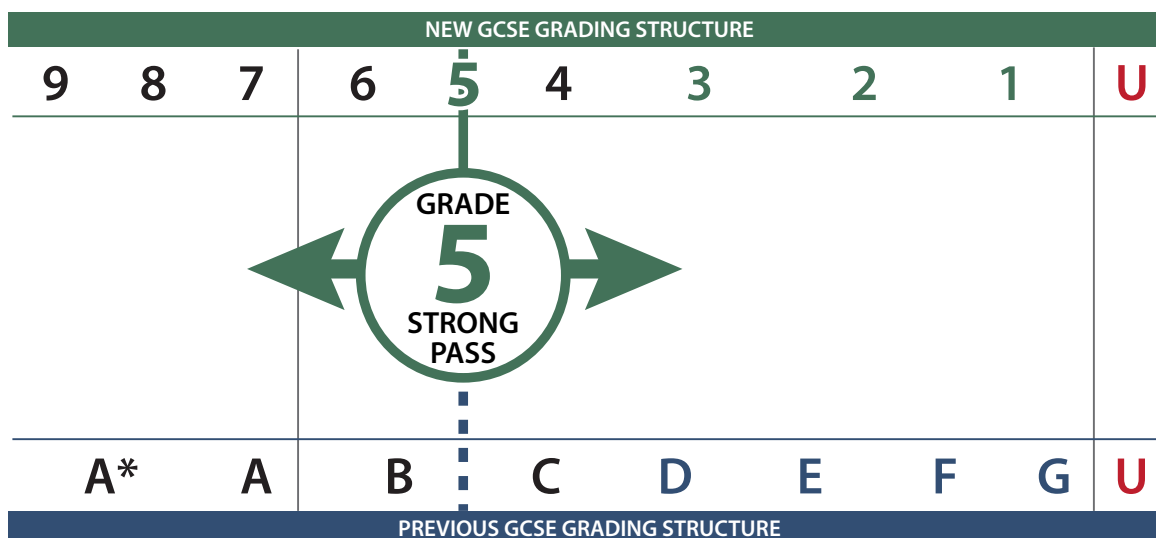 NEW GCSE GRADING STRUCTURE
9 8 7 6 5 4 3 2 1 U
GRADE
5
STRONG
PASS
A* A B C D E F G U
PREVIOUS GCSE GRADING STRUCTURE